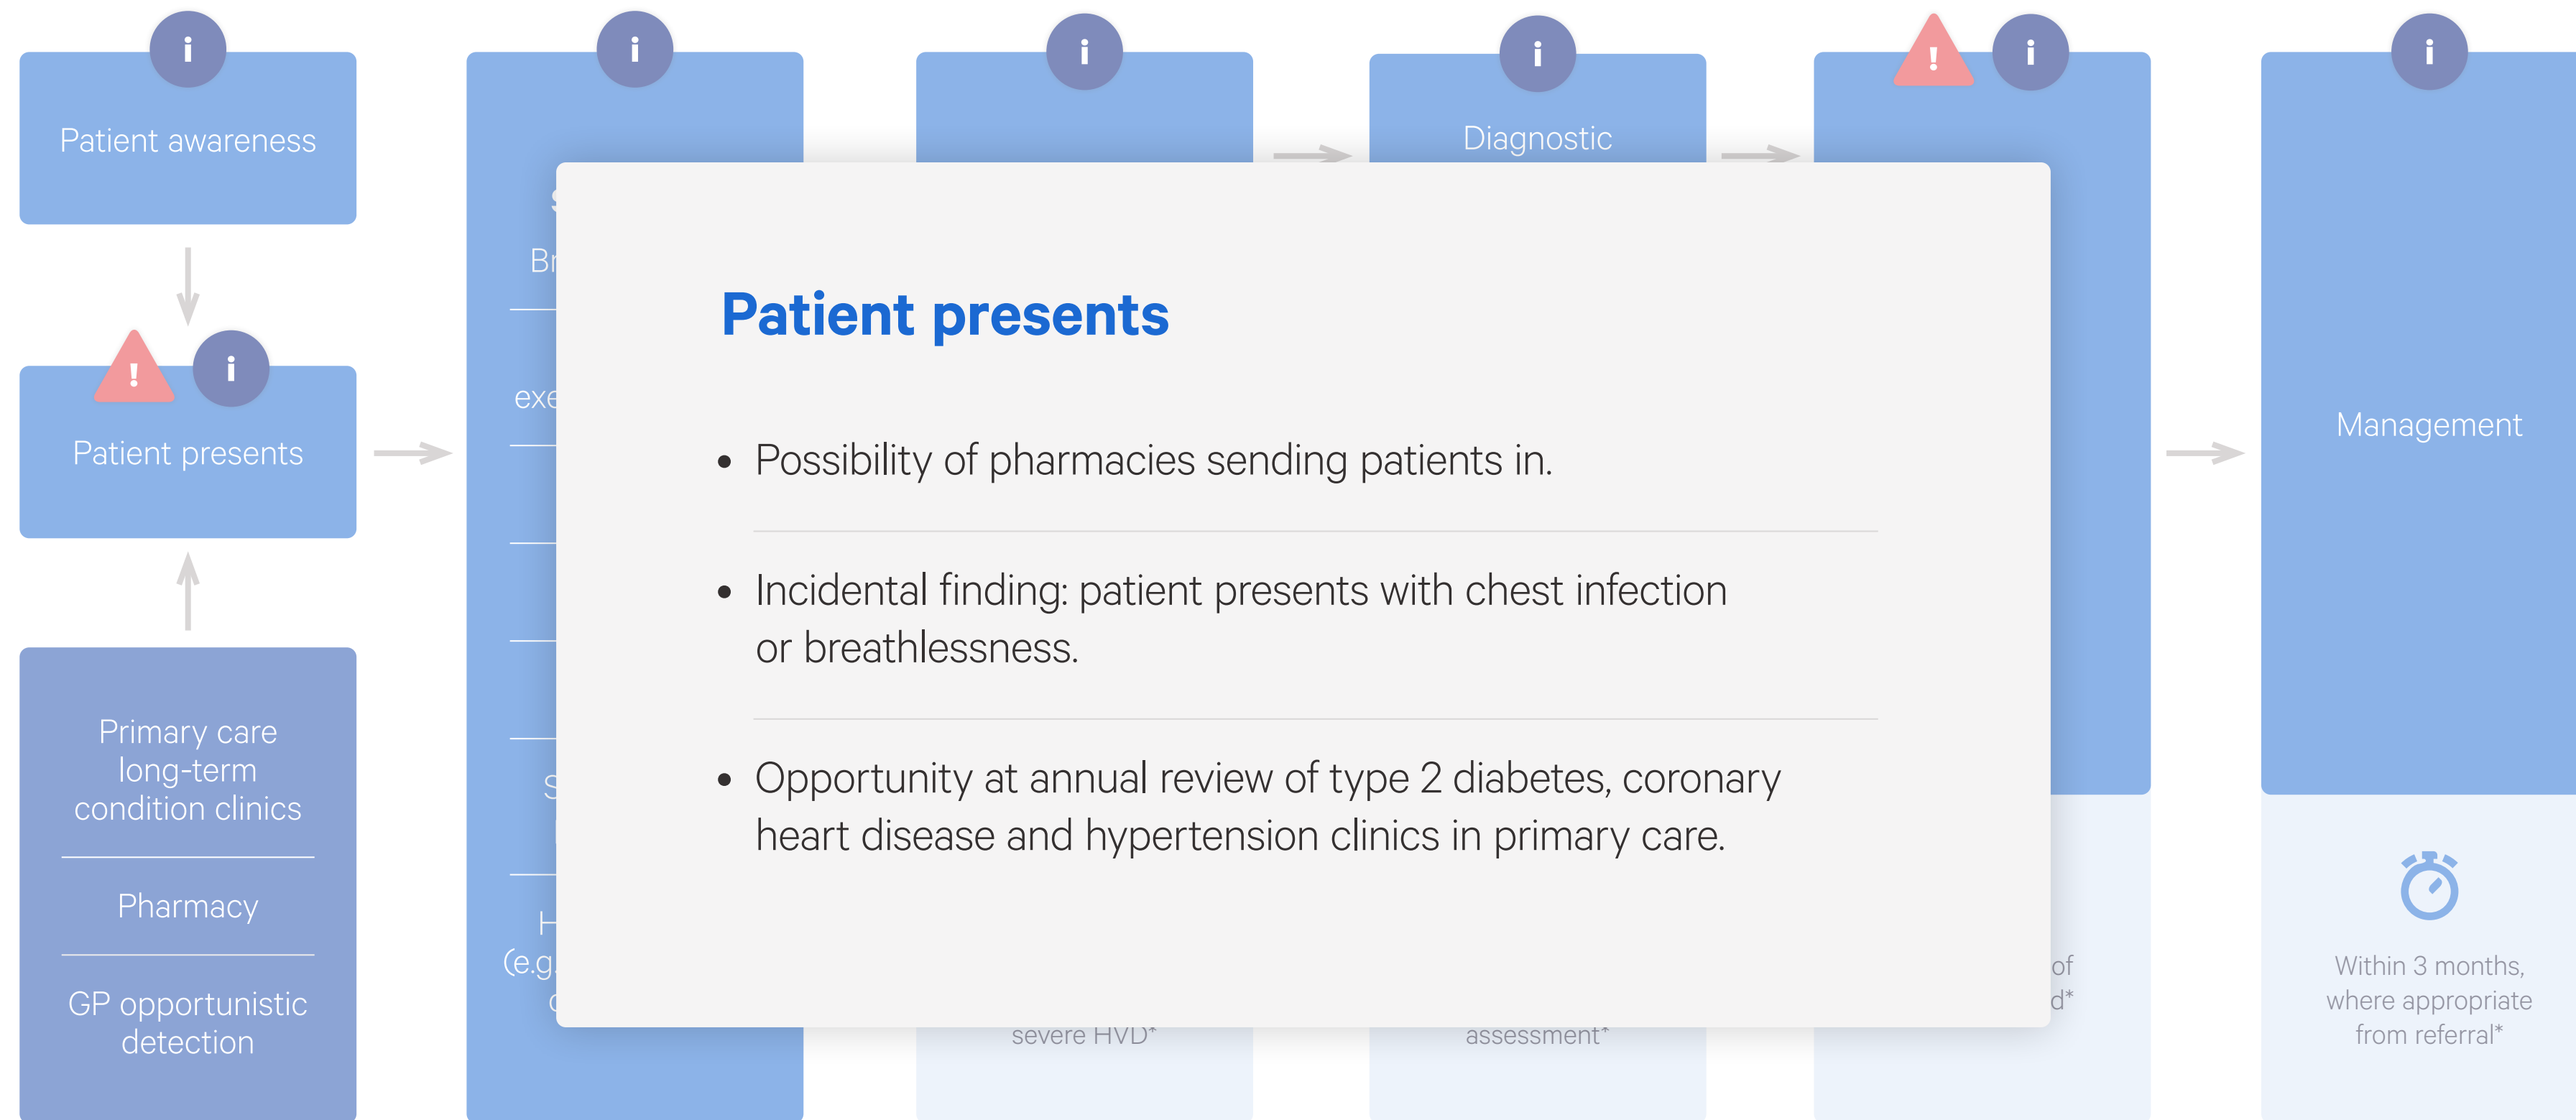 Patient awareness
Patient presents
Primary care
long-term
condition clinics
Pharmacy
GP opportunistic
detection
Diagnostic
Patient presents
• Possibility of pharmacies sending patients in.
• Incidental finding: patient presents with chest infection
or breathlessness.
• Opportunity at annual review of type 2 diabetes, coronary
heart disease and hypertension clinics in primary care.
severe HVD*
assessment*
of
Management
Within 3 months,
where appropriate
from referral*